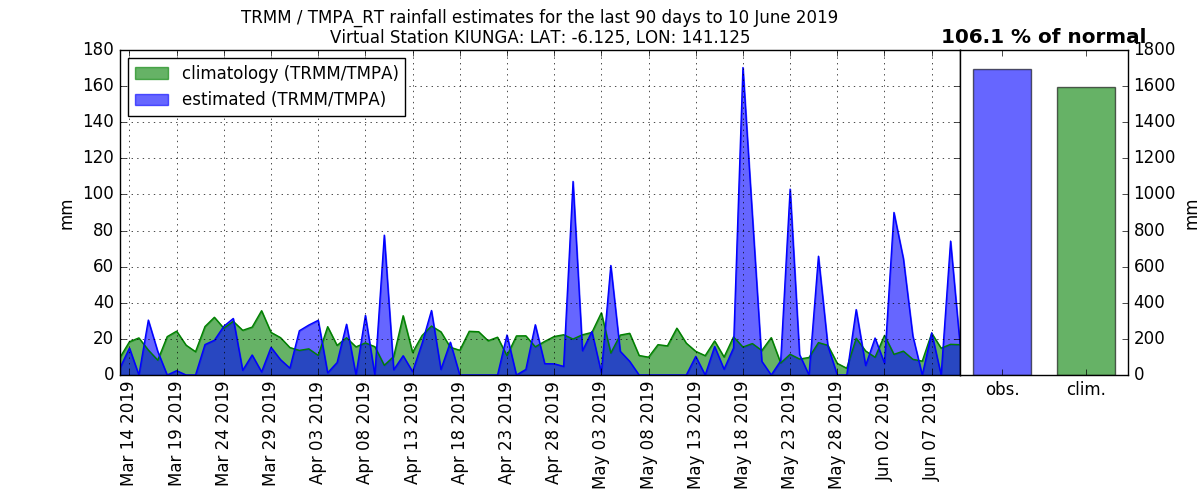 TRMM / TMPA_RT rainfall estimates for the last 90 days to 10 June 2019
Virtual Station KIUNGA: LAT: -6.125, LON: 141.125
106.1 % of normal
climatology (TRMM/TMPA)
estimated (TRMM/TMPA)
180
160
140
120
100
80
60
40
20
0
mm
Mar 14 2019
Mar 19 2019
Mar 24 2019
Mar 29 2019
Apr 03 2019
Apr 08 2019
Apr 13 2019
Apr 18 2019
Apr 23 2019
Apr 28 2019
May 03 2019
May 08 2019
May 13 2019
May 18 2019
May 23 2019
May 28 2019
Jun 02 2019
Jun 07 2019
obs.
clim.
1800
1600
1400
1200
1000
800
600
400
200
0
mm